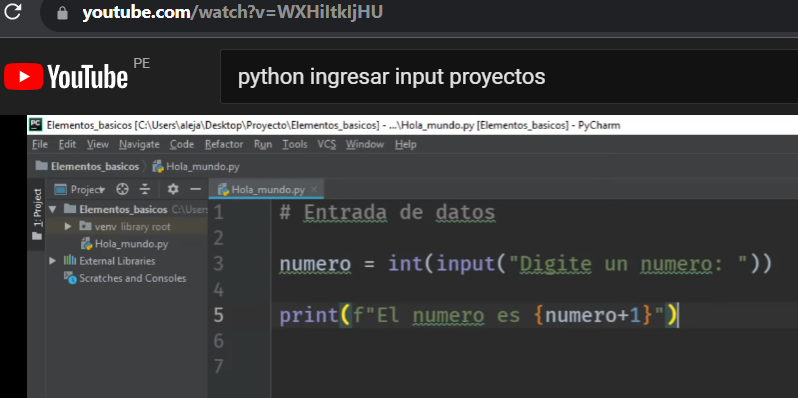 youtube.com/watch?v=WXHiltkljHU
YouTube PE
python ingresar input proyectos
PC Elementos_basicos [C:\Users\aleja\Desktop\Proyecto\Elementos_basicos] - ...\Hola_mundo.py [Elementos_basicos] - PyCharm
File Edit View Navigate Code Refactor Run Tools VCS Window Help
Elementos_basicos Hola_mundo.py
1: Project
Project
Hola_mundo.py
Elementos_basicos C:\Users
venv library root
Hola_mundo.py
External Libraries
Scratches and Consoles
1 # Entrada de datos
2
3 numero = int(input("Digite un numero: "))
4
5 print(f"El numero es {numero+1}")
6
7